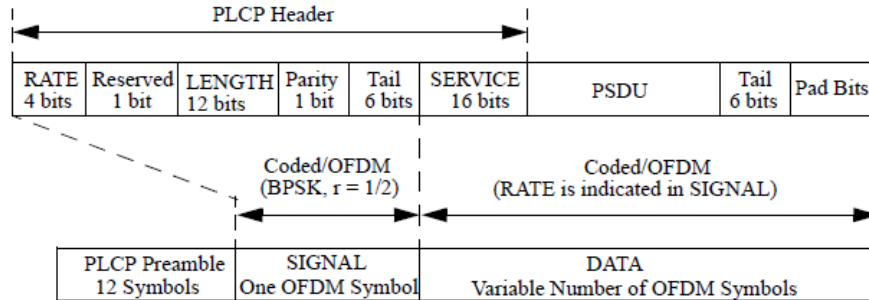 PLCP Header
RATE
4 bits
Reserved
1 bit
LENGTH
12 bits
Parity
1 bit
Tail
6 bits
SERVICE
16 bits
PSDU
Tail
6 bits
Pad Bits
Coded/OFDM
(BPSK, r = 1/2)
Coded/OFDM
(RATE is indicated in SIGNAL)
PLCP Preamble
12 Symbols
SIGNAL
One OFDM Symbol
DATA
Variable Number of OFDM Symbols